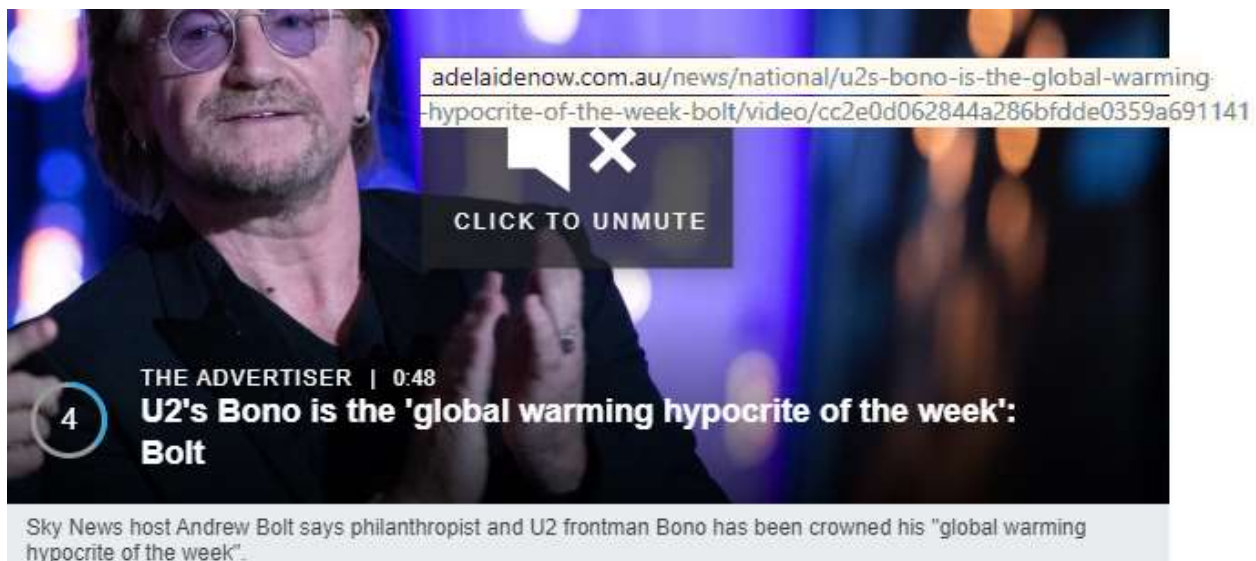 adelaidenow.com.au/news/national/u2s-bono-is-the-global-warming
-hypocrite-of-the-week-bolt/video/cc2e0d062844a286bfdde0359a691141
CLICK TO UNMUTE
THE ADVERTISER | 0:48
4
U2's Bono is the 'global warming hypocrite of the week':
Bolt
Sky News host Andrew Bolt says philanthropist and U2 frontman Bono has been crowned his "global warming
hypocrite of the week".